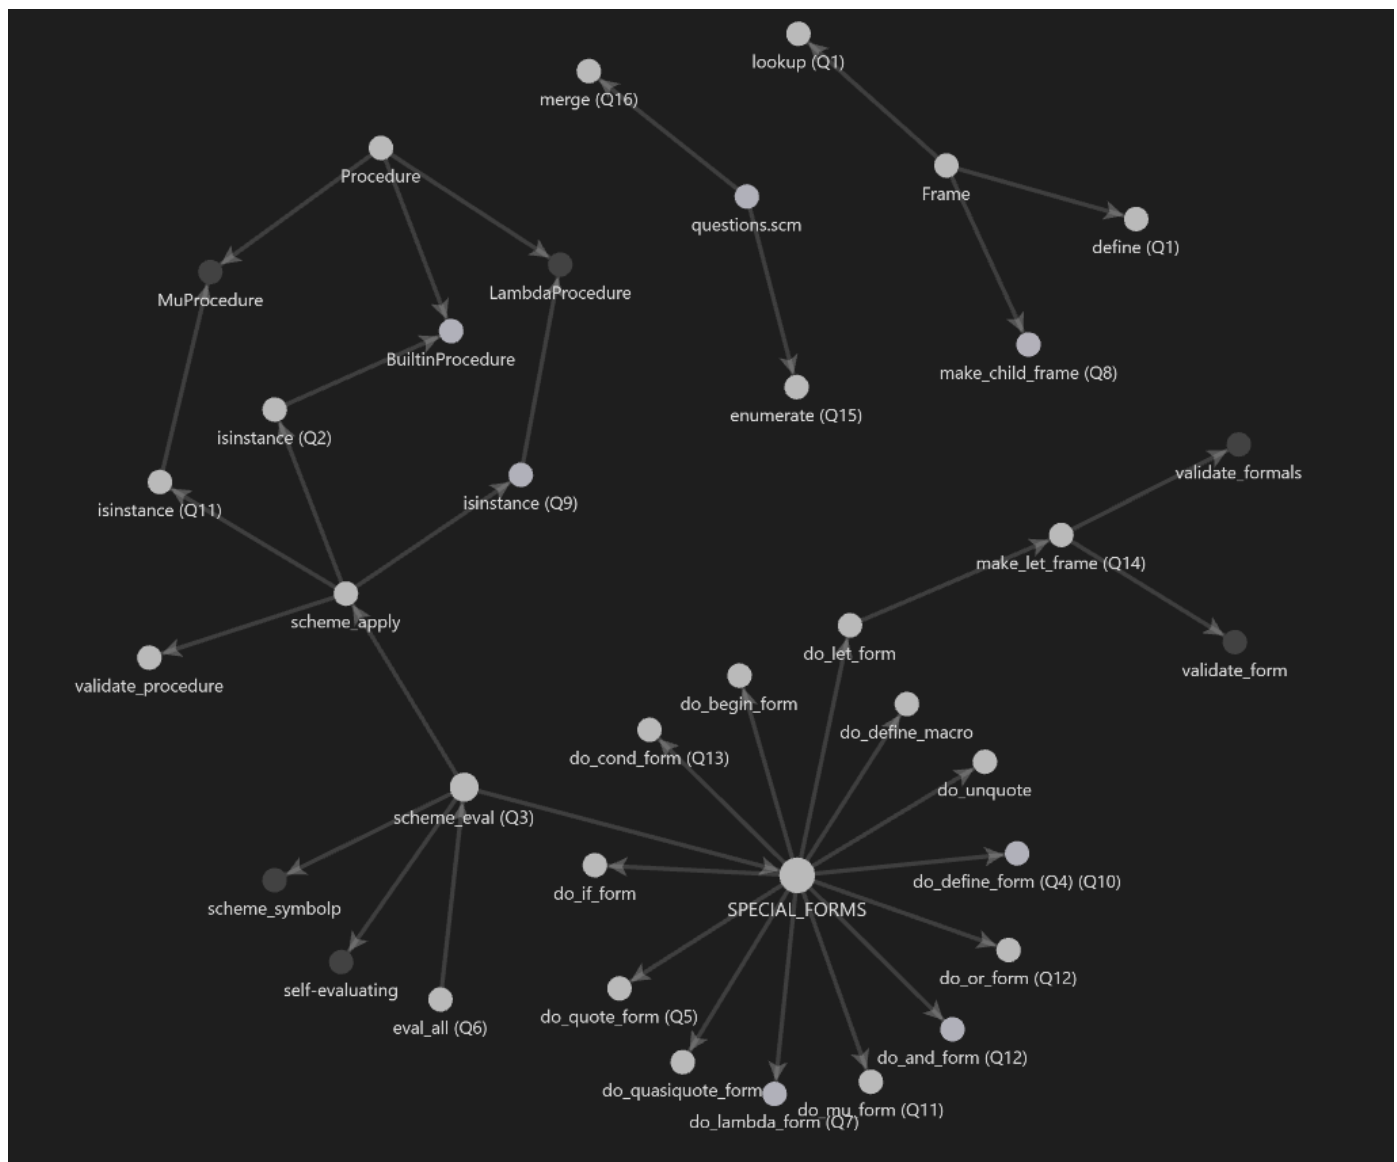 lookup (Q1)
merge (Q16)
Procedure
Frame
questions.scm
define (Q1)
LambdaProcedure
MuProcedure
BuiltinProcedure
make_child_frame (Q8)
enumerate (Q15)
isinstance (Q2)
validate_formals
isinstance (Q9)
isinstance (Q11)
make_let_frame (Q14)
scheme_apply
do_let_form
validate_form
validate_procedure
do_begin_form
do_define_macro
do_cond_form (Q13)
do_unquote
scheme_eval (Q3)
do_define_form (Q4) (Q10)
do_if_form
scheme_symbolp
SPECIAL_FORMS
do_or_form (Q12)
self-evaluating
do_quote_form (Q5)
eval_all (Q6)
do_and_form (Q12)
do_quasiquote_form
do_mu_form (Q11)
do_lambda_form (Q7)